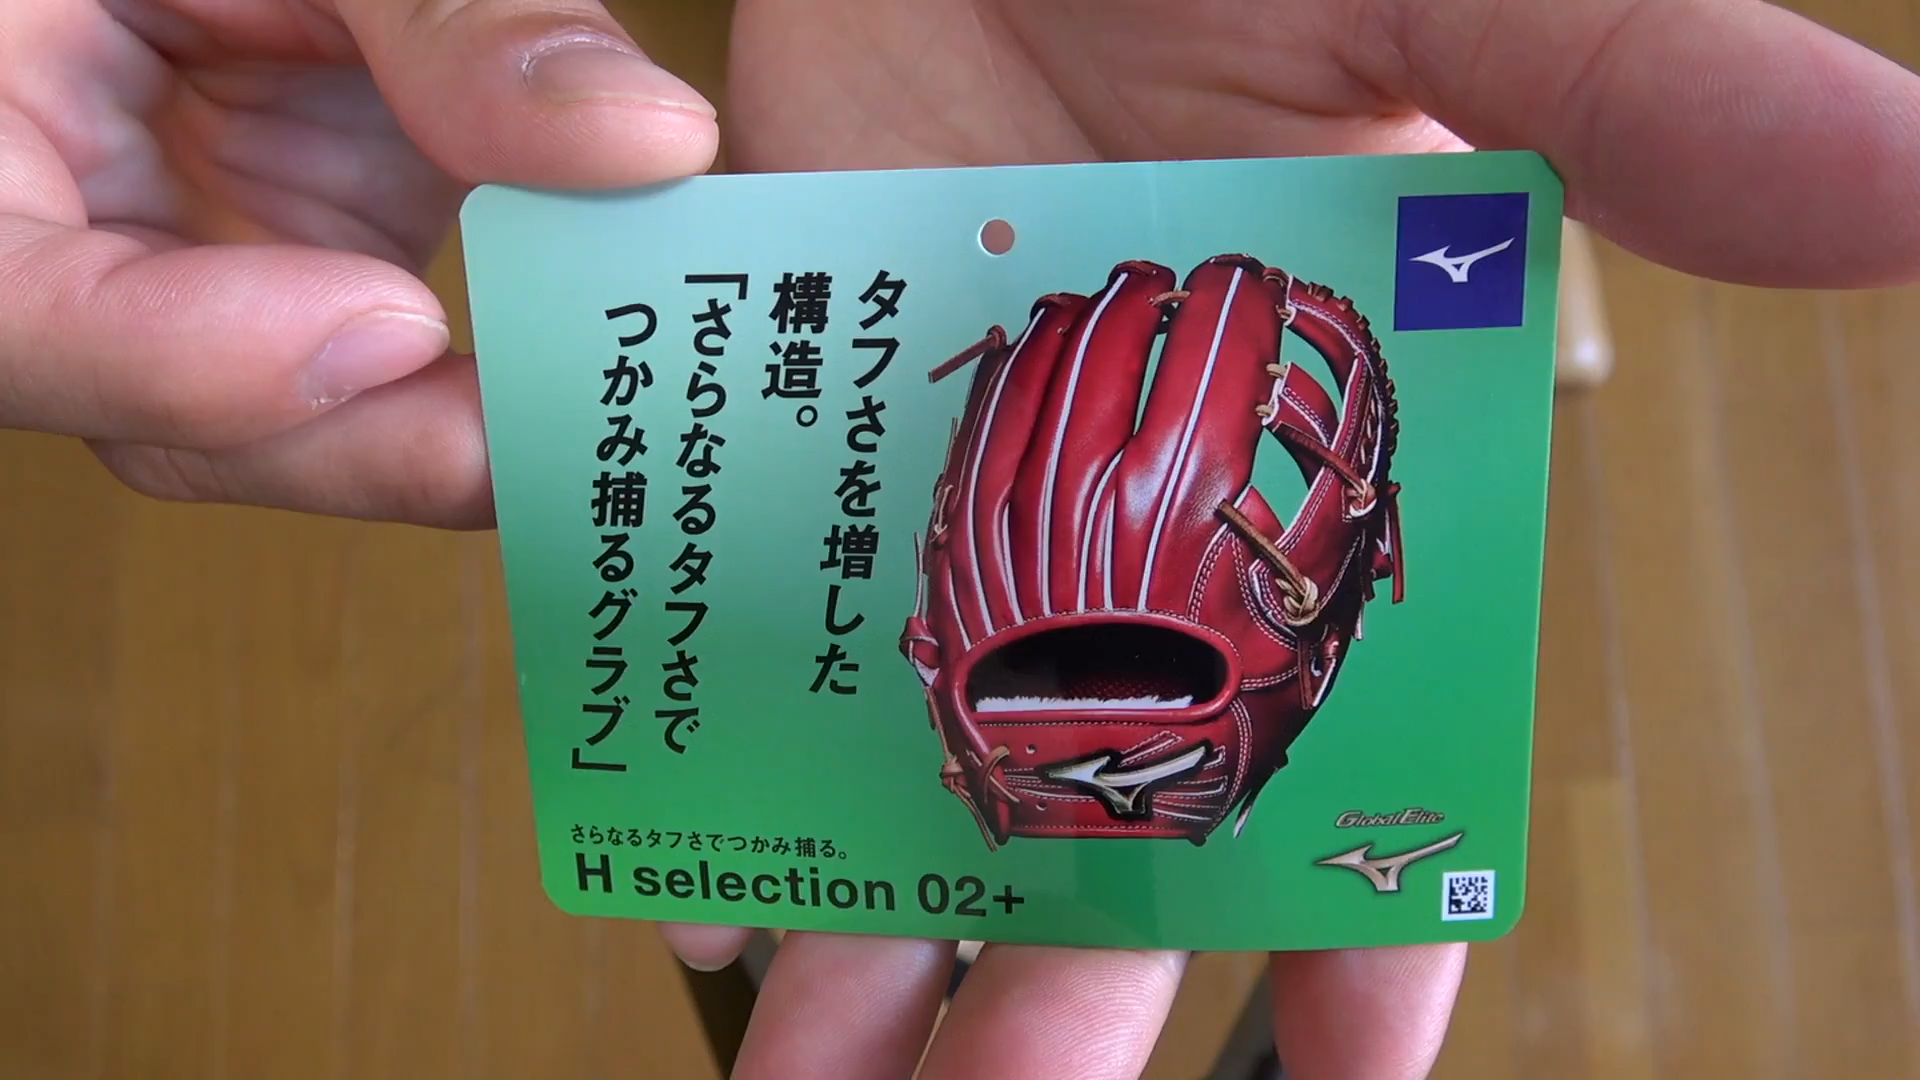 タフさを増した
構造。
「さらなるタフさで
つかみ捕るグラブ」
さらなるタフさでつかみ捕る。
H selection 02+
GlobalElite